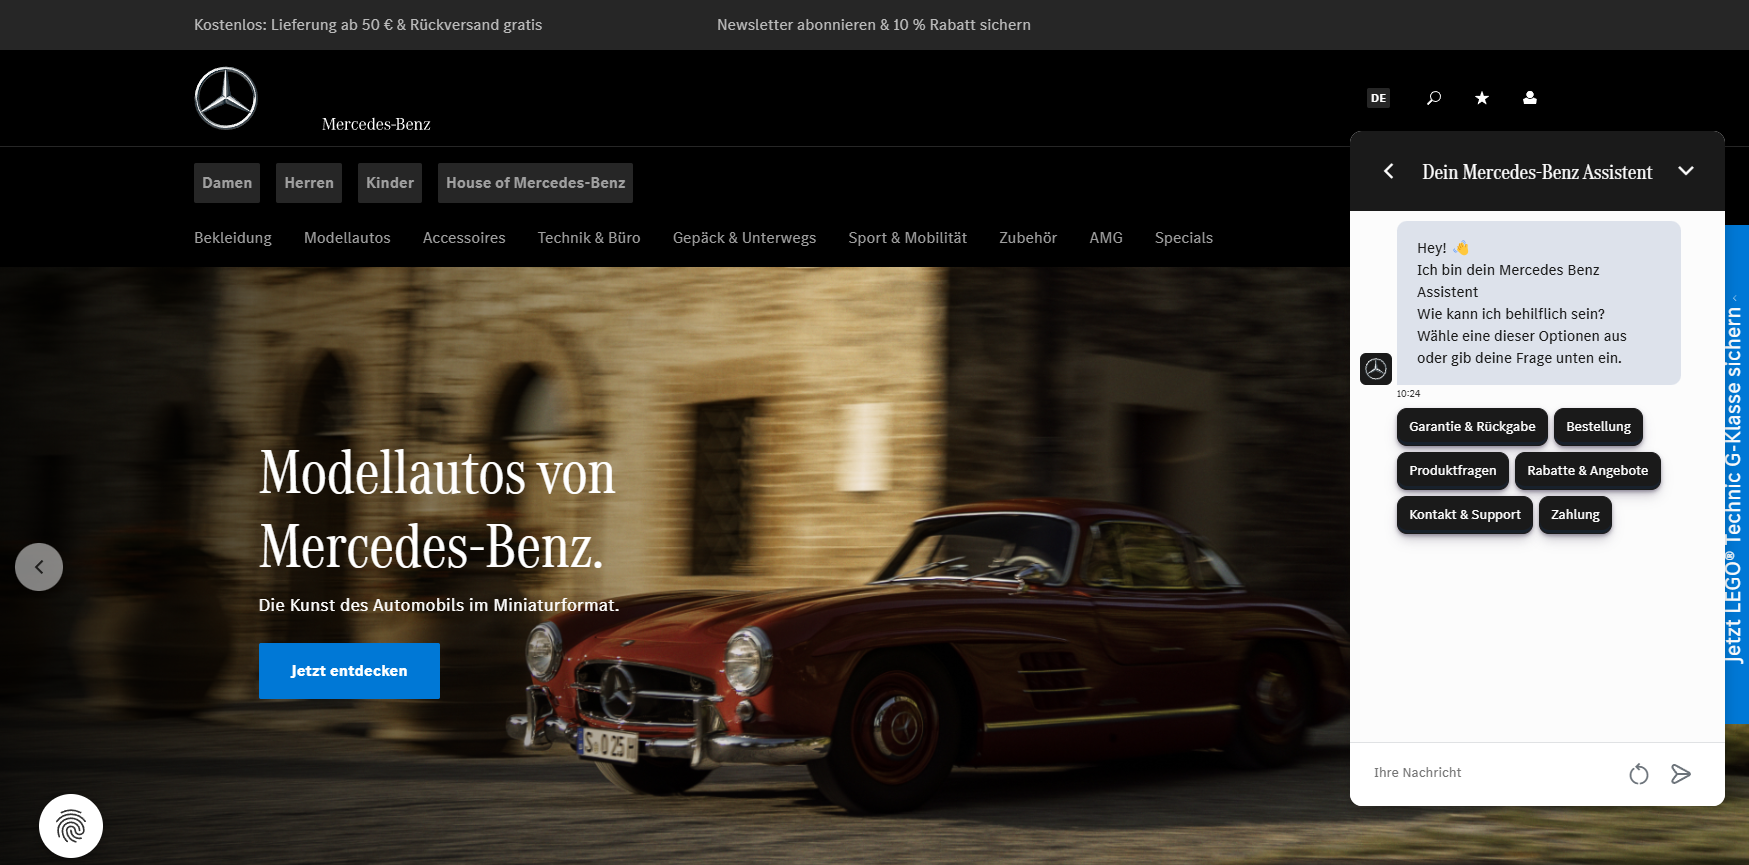 Kostenlos: Lieferung ab 50 € & Rückversand gratis
Newsletter abonnieren & 10 % Rabatt sichern
Mercedes-Benz
DE
Damen
Herren
Kinder
House of Mercedes-Benz
Bekleidung
Modellautos
Accessoires
Technik & Büro
Gepäck & Unterwegs
Sport & Mobilität
Zubehör
AMG
Specials
Modellautos von
Mercedes-Benz.
Die Kunst des Automobils im Miniaturformat.
Jetzt entdecken
Dein Mercedes-Benz Assistent
Hey! 👋
Ich bin dein Mercedes Benz
Assistent
Wie kann ich behilflich sein?
Wähle eine dieser Optionen aus
oder gib deine Frage unten ein.
10:24
Garantie & Rückgabe
Bestellung
Produktfragen
Rabatte & Angebote
Kontakt & Support
Zahlung
Ihre Nachricht
Jetzt LEGO® Technic G-Klasse sichern